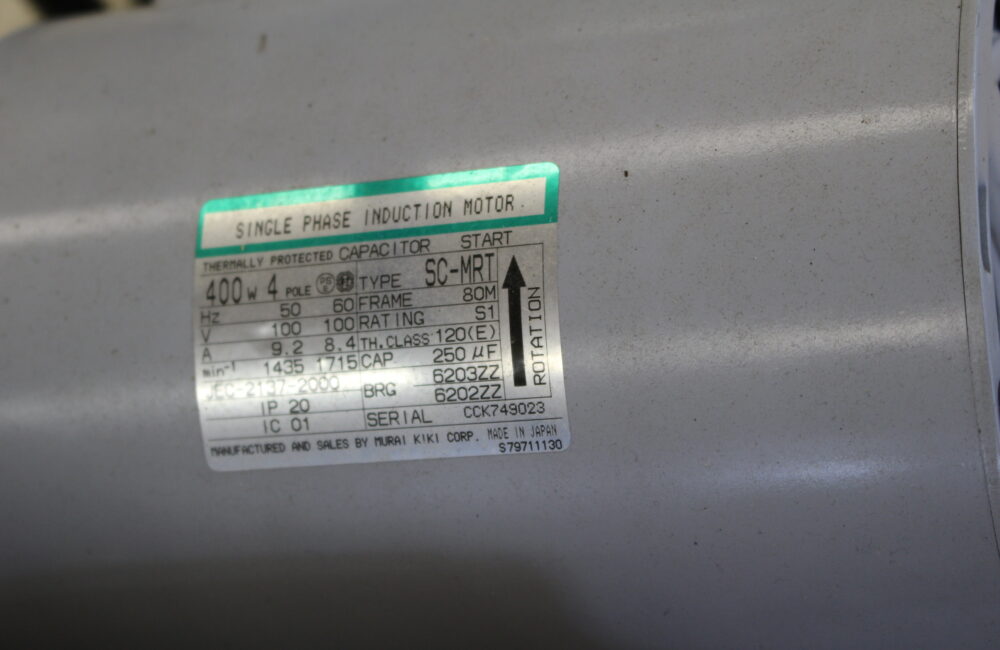 SINGLE PHASE INDUCTION MOTOR
THERMALLY PROTECTED CAPACITOR START
400 W 4 POLE TYPE SC-MRT
Hz 50 60 FRAME 80M
V 100 100 RATING S1
A 9.2 8.4 TH.CLASS 120(E)
min-1 1435 1715 CAP 250 μF
JEC-2137-2000 BRG 6203ZZ
6202ZZ
IP 20
IC 01 SERIAL CCK749023
ROTATION
MANUFACTURED AND SALES BY MURAI KIKI CORP. MADE IN JAPAN
S79711130